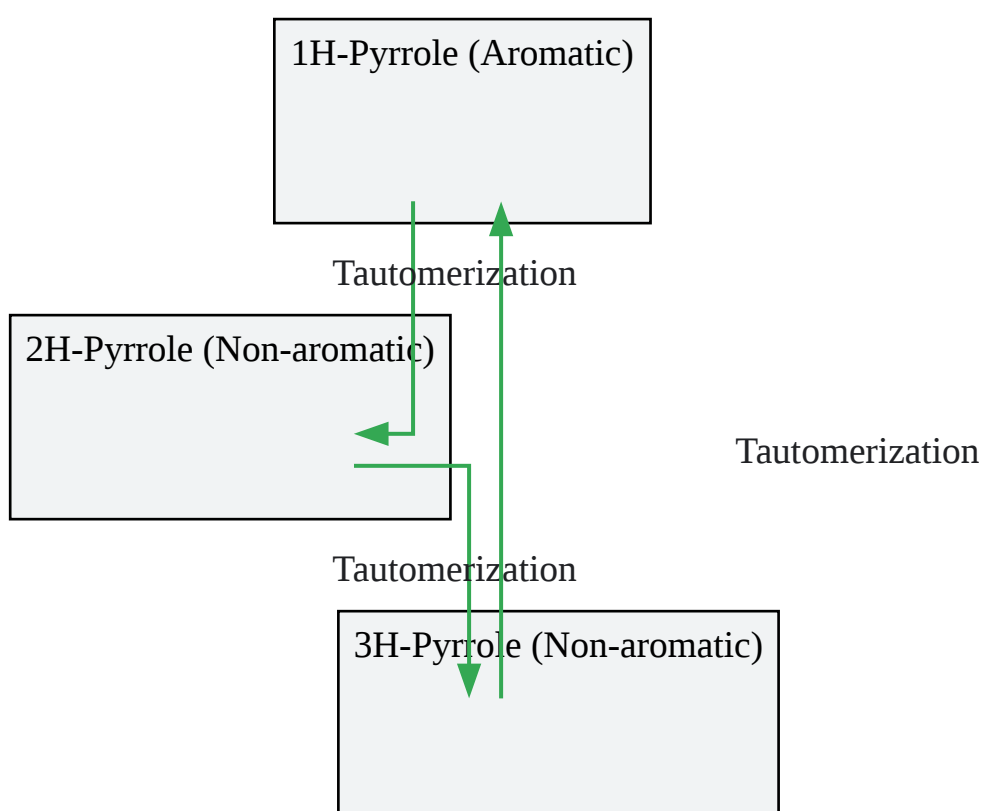 1H-Pyrrole (Aromatic)
Tautomerization
2H-Pyrrole (Non-aromatic)
Tautomerization
Tautomerization
3H-Pyrrole (Non-aromatic)